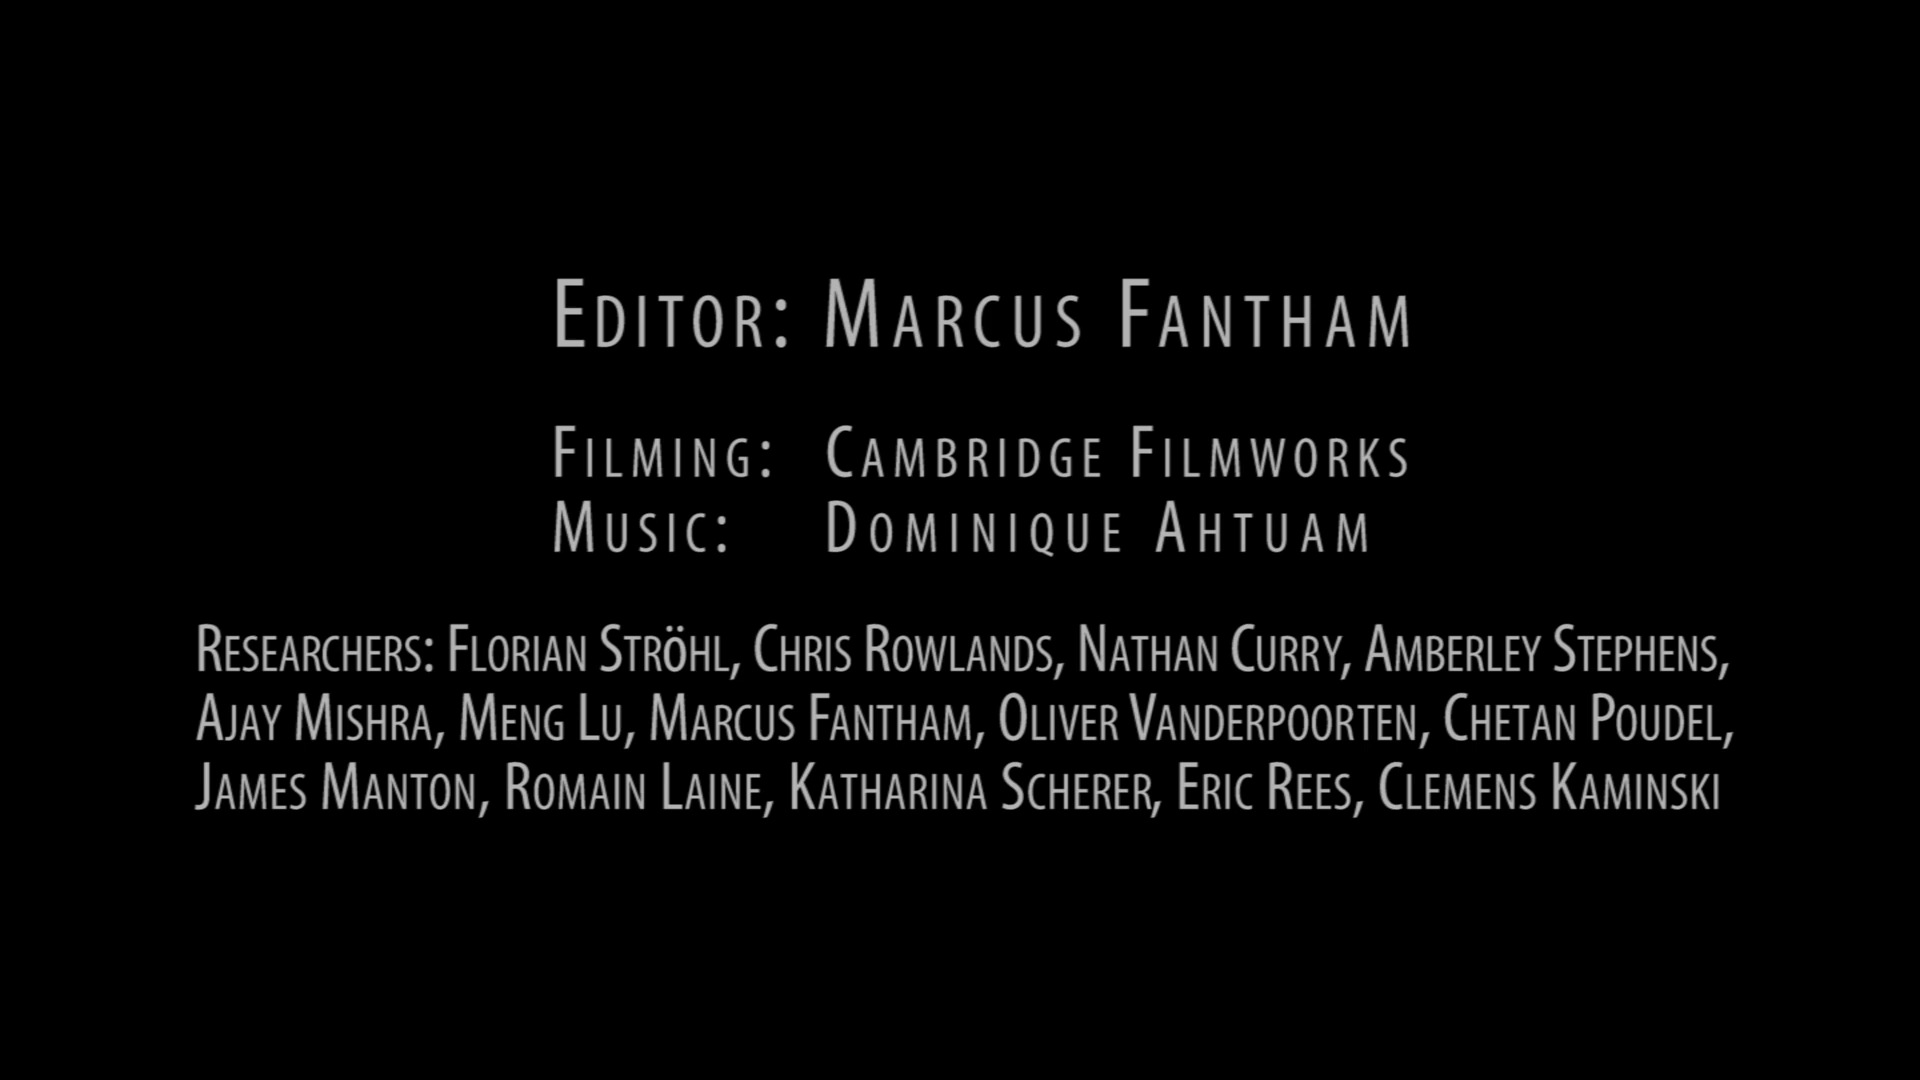 Editor: Marcus Fantham
Filming: Cambridge Filmworks
Music: Dominique Ahtuam
Researchers: Florian Ströhl, Chris Rowlands, Nathan Curry, Amberley Stephens,
Ajay Mishra, Meng Lu, Marcus Fantham, Oliver Vanderpoorten, Chetan Poudel,
James Manton, Romain Laine, Katharina Scherer, Eric Rees, Clemens Kaminski